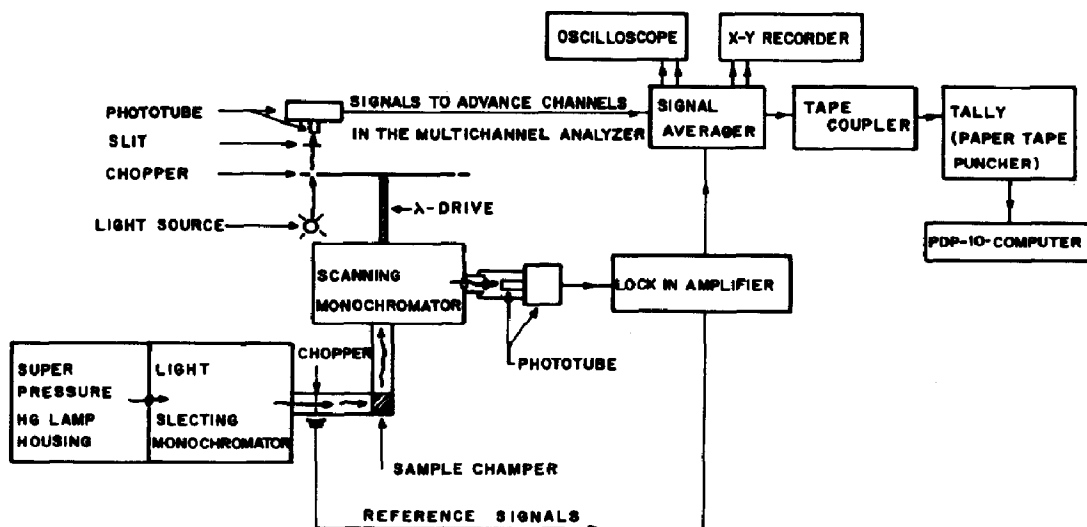 OSCILLOSCOPE
X-Y RECORDER
PHOTOTUBE
SIGNALS TO ADVANCE CHANNELS
IN THE MULTICHANNEL ANALYZER
SIGNAL
AVERAGER
TAPE
COUPLER
TALLY
(PAPER TAPE
PUNCHER)
SLIT
CHOPPER
λ-DRIVE
LIGHT SOURCE
PDP-10-COMPUTER
SCANNING
MONOCHROMATOR
LOCK IN AMPLIFIER
CHOPPER
PHOTOTUBE
SUPER
PRESSURE
HG LAMP
HOUSING
LIGHT
SLECTING
MONOCHROMATOR
SAMPLE CHAMPER
REFERENCE SIGNALS